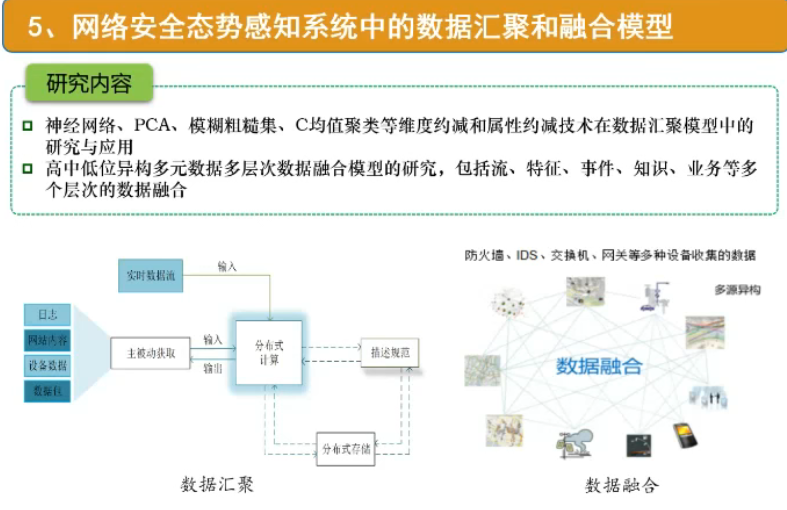 5、网络安全态势感知系统中的数据汇聚和融合模型
研究内容
神经网络、PCA、模糊粗糙集、C均值聚类等维度约减和属性约减技术在数据汇聚模型中的
研究与应用
高中低位异构多元数据多层次数据融合模型的研究，包括流、特征、事件、知识、业务等多
个层次的数据融合
实时数据流
输入
日志
网站内容
设备数据
数据包
主被动获取
输入
输出
分布式
计算
描述规范
分布式存储
数据汇聚
防火墙、IDS、交换机、网关等多种设备收集的数据
多源异构
数据融合
数据融合